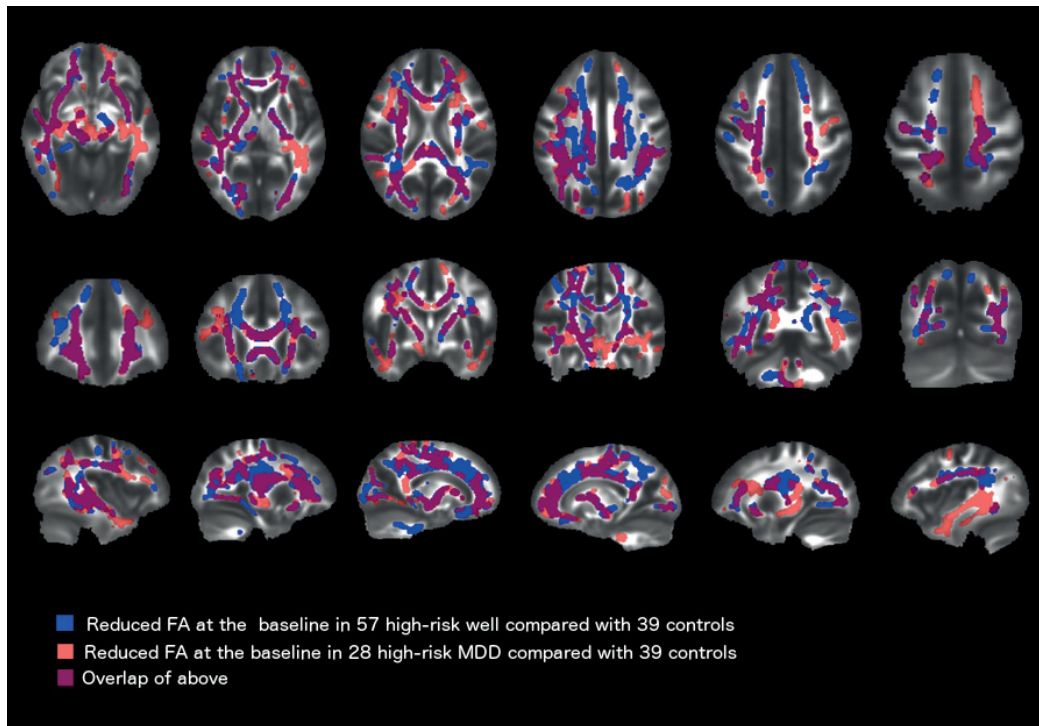 Reduced FA at the baseline in 57 high-risk well compared with 39 controls
Reduced FA at the baseline in 28 high-risk MDD compared with 39 controls
Overlap of above